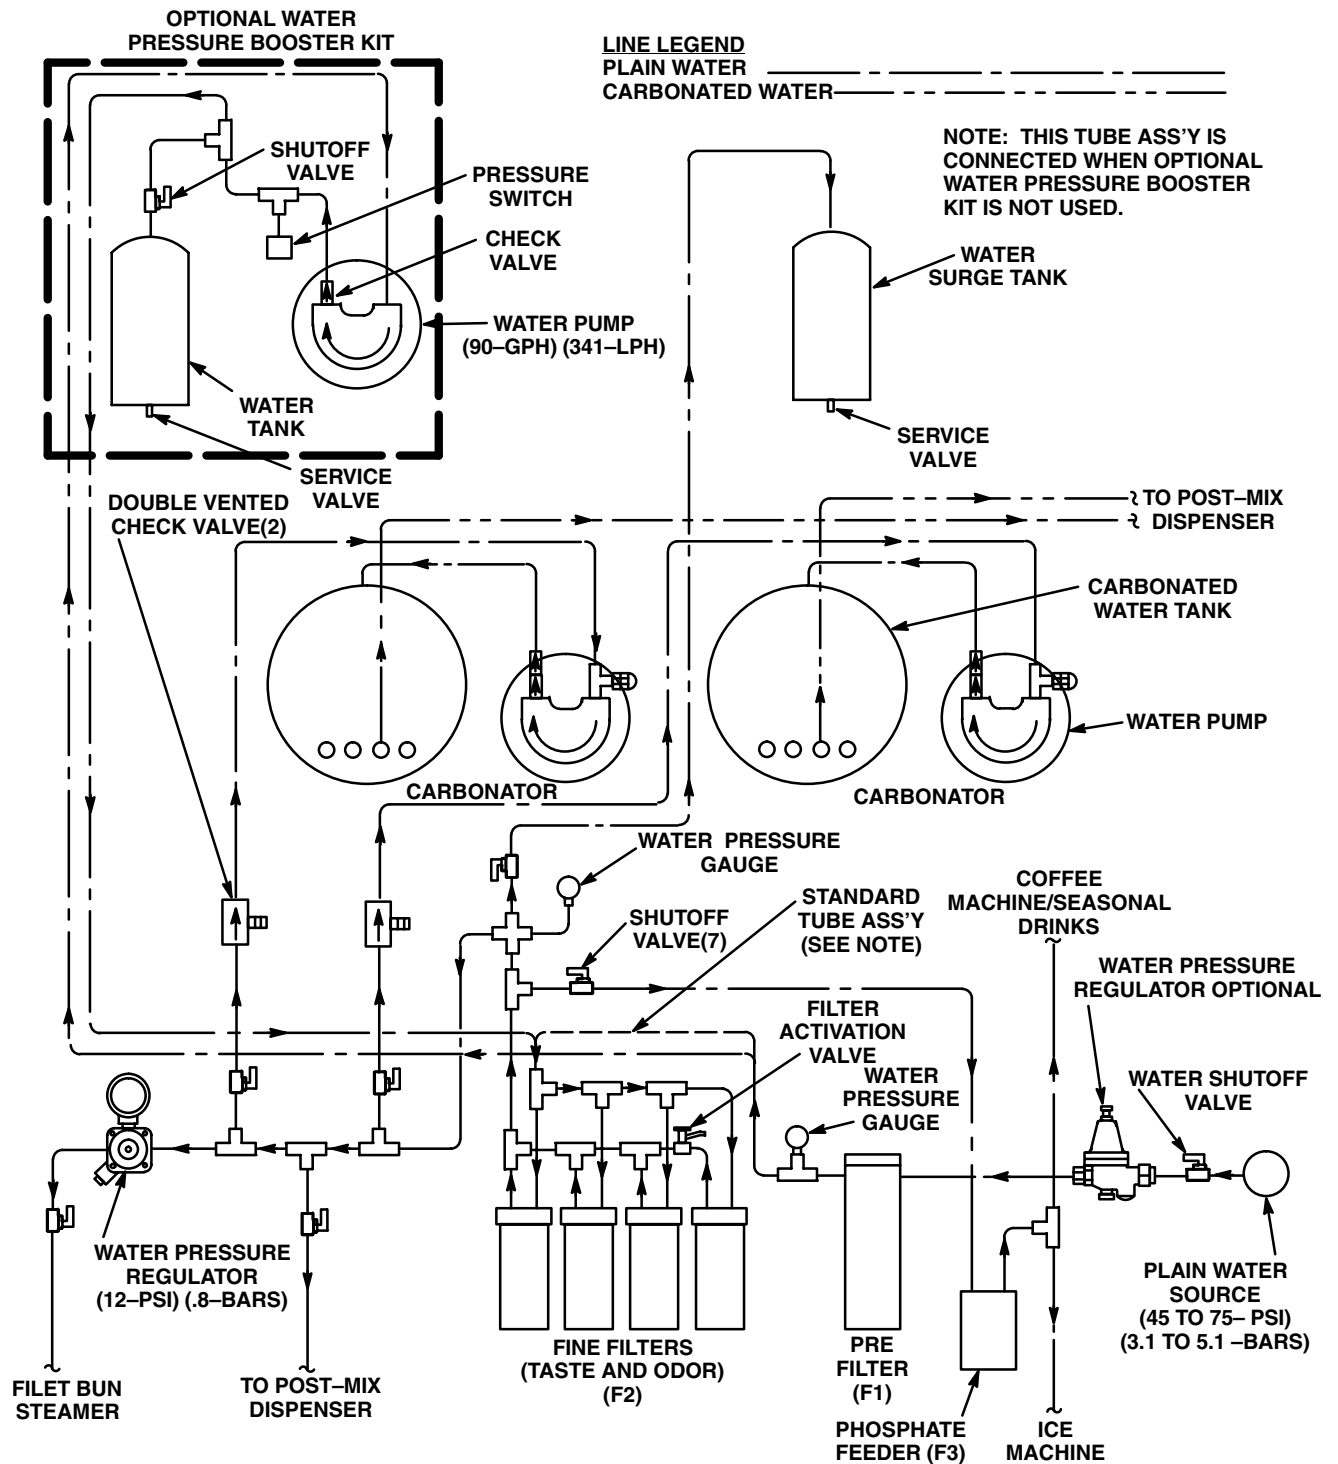 OPTIONAL WATER
PRESSURE BOOSTER KIT
LINE LEGEND
PLAIN WATER
CARBONATED WATER
NOTE: THIS TUBE ASS'Y IS
CONNECTED WHEN OPTIONAL
WATER PRESSURE BOOSTER
KIT IS NOT USED.
SHUTOFF
VALVE
PRESSURE
SWITCH
CHECK
VALVE
WATER PUMP
(90–GPH) (341–LPH)
WATER
TANK
SERVICE
VALVE
WATER
SURGE TANK
SERVICE
VALVE
DOUBLE VENTED
CHECK VALVE(2)
TO POST–MIX
DISPENSER
CARBONATED
WATER TANK
WATER PUMP
CARBONATOR
CARBONATOR
WATER PRESSURE
GAUGE
SHUTOFF
VALVE(7)
STANDARD
TUBE ASS'Y
(SEE NOTE)
COFFEE
MACHINE/SEASONAL
DRINKS
WATER PRESSURE
REGULATOR OPTIONAL
FILTER
ACTIVATION
VALVE
WATER
PRESSURE
GAUGE
WATER SHUTOFF
VALVE
WATER PRESSURE
REGULATOR
(12–PSI) (.8–BARS)
PLAIN WATER
SOURCE
(45 TO 75– PSI)
(3.1 TO 5.1 –BARS)
FINE FILTERS
(TASTE AND ODOR)
(F2)
PRE
FILTER
(F1)
FILET BUN
STEAMER
TO POST–MIX
DISPENSER
PHOSPHATE
FEEDER (F3)
ICE
MACHINE